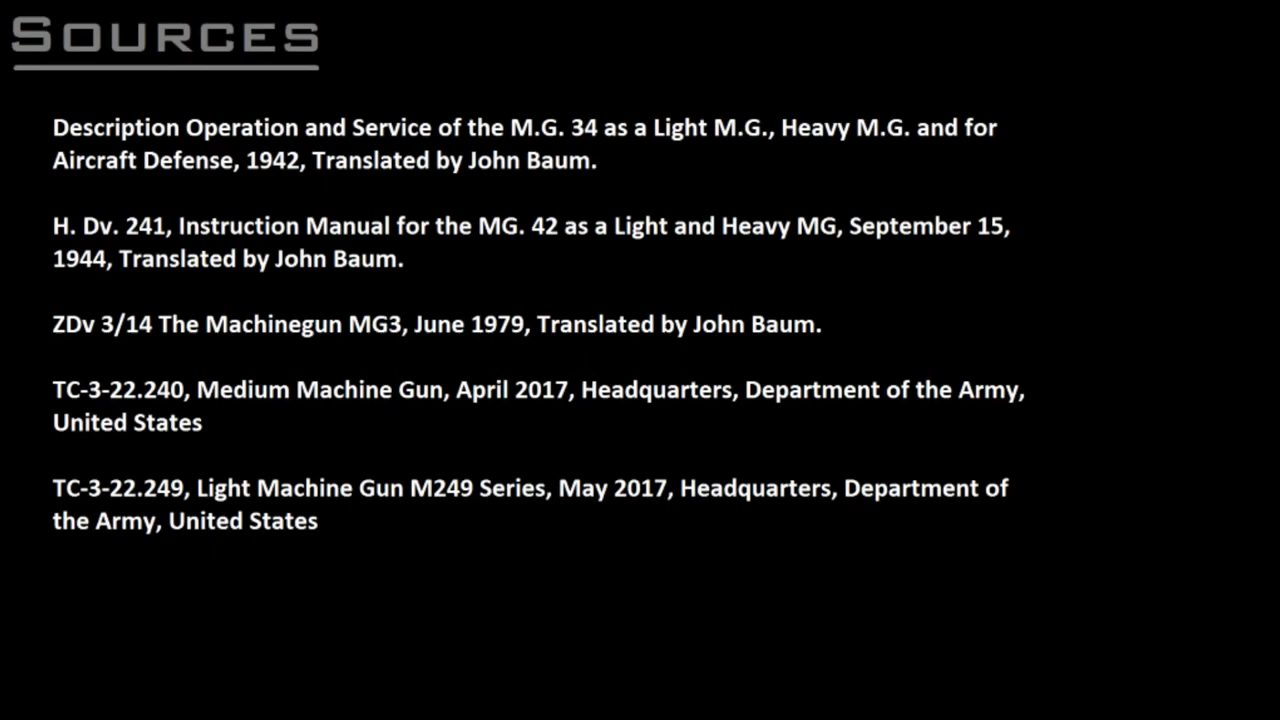 SOURCES
Description Operation and Service of the M.G. 34 as a Light M.G., Heavy M.G. and for
Aircraft Defense, 1942, Translated by John Baum.
H. Dv. 241, Instruction Manual for the MG. 42 as a Light and Heavy MG, September 15,
1944, Translated by John Baum.
ZDv 3/14 The Machinegun MG3, June 1979, Translated by John Baum.
TC-3-22.240, Medium Machine Gun, April 2017, Headquarters, Department of the Army,
United States
TC-3-22.249, Light Machine Gun M249 Series, May 2017, Headquarters, Department of
the Army, United States